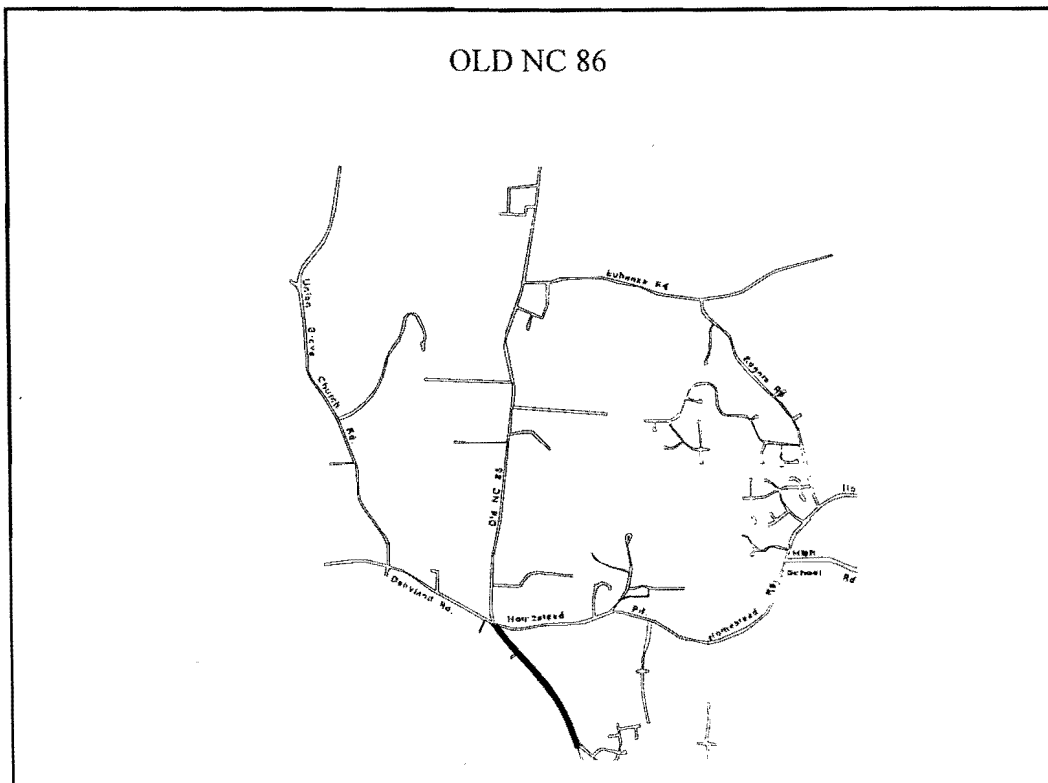 OLD NC 86
Eubanks Rd
Union Grove Church Rd.
Rogers Rd
Old NC 86
High School Rd
Dairyland Rd.
Homestead Rd
Homestead Rd